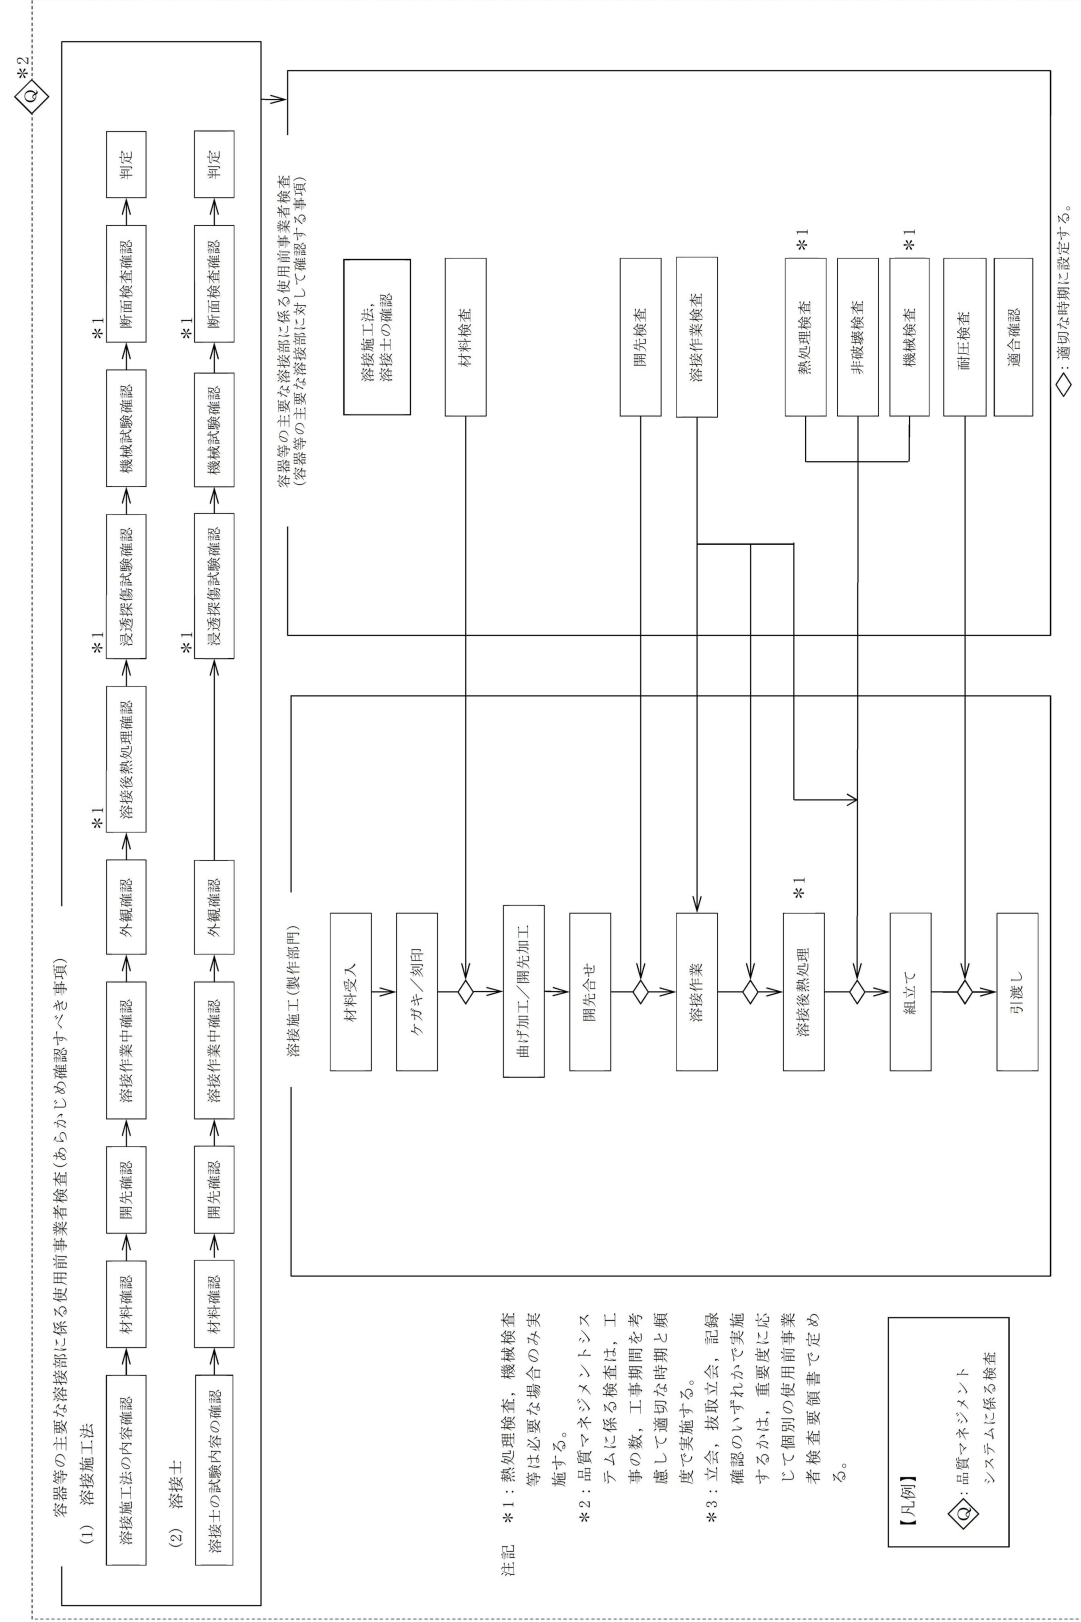 ＊2
Q
容器等の主要な溶接部に係る使用前事業者検査(あらかじめ確認すべき事項)
(1) 溶接施工法
溶接施工法の内容確認
材料確認
開先確認
溶接作業中確認
外観確認
＊1
溶接後熱処理確認
＊1
浸透探傷試験確認
機械試験確認
＊1
断面検査確認
判定
(2) 溶接士
溶接士の試験内容の確認
材料確認
開先確認
溶接作業中確認
外観確認
＊1
浸透探傷試験確認
機械試験確認
＊1
断面検査確認
判定
溶接施工(製作部門)
材料受入
ケガキ／刻印
曲げ加工／開先加工
開先合せ
溶接作業
溶接後熱処理
＊1
組立て
引渡し
容器等の主要な溶接部に係る使用前事業者検査
(容器等の主要な溶接部に対して確認する事項)
溶接施工法，
溶接士の確認
材料検査
開先検査
溶接作業検査
熱処理検査
＊1
非破壊検査
機械検査
＊1
耐圧検査
適合確認
◇：適切な時期に設定する。
注記 ＊1：熱処理検査，機械検査
等は必要な場合のみ実
施する。
＊2：品質マネジメントシス
テムに係る検査は，工
事の数，工事期間を考
慮して適切な時期と頻
度で実施する。
＊3：立会，抜取立会，記録
確認のいずれかで実施
するかは，重要度に応
じて個別の使用前事業
者検査要領書で定め
る。
【凡例】
Q：品質マネジメント
システムに係る検査